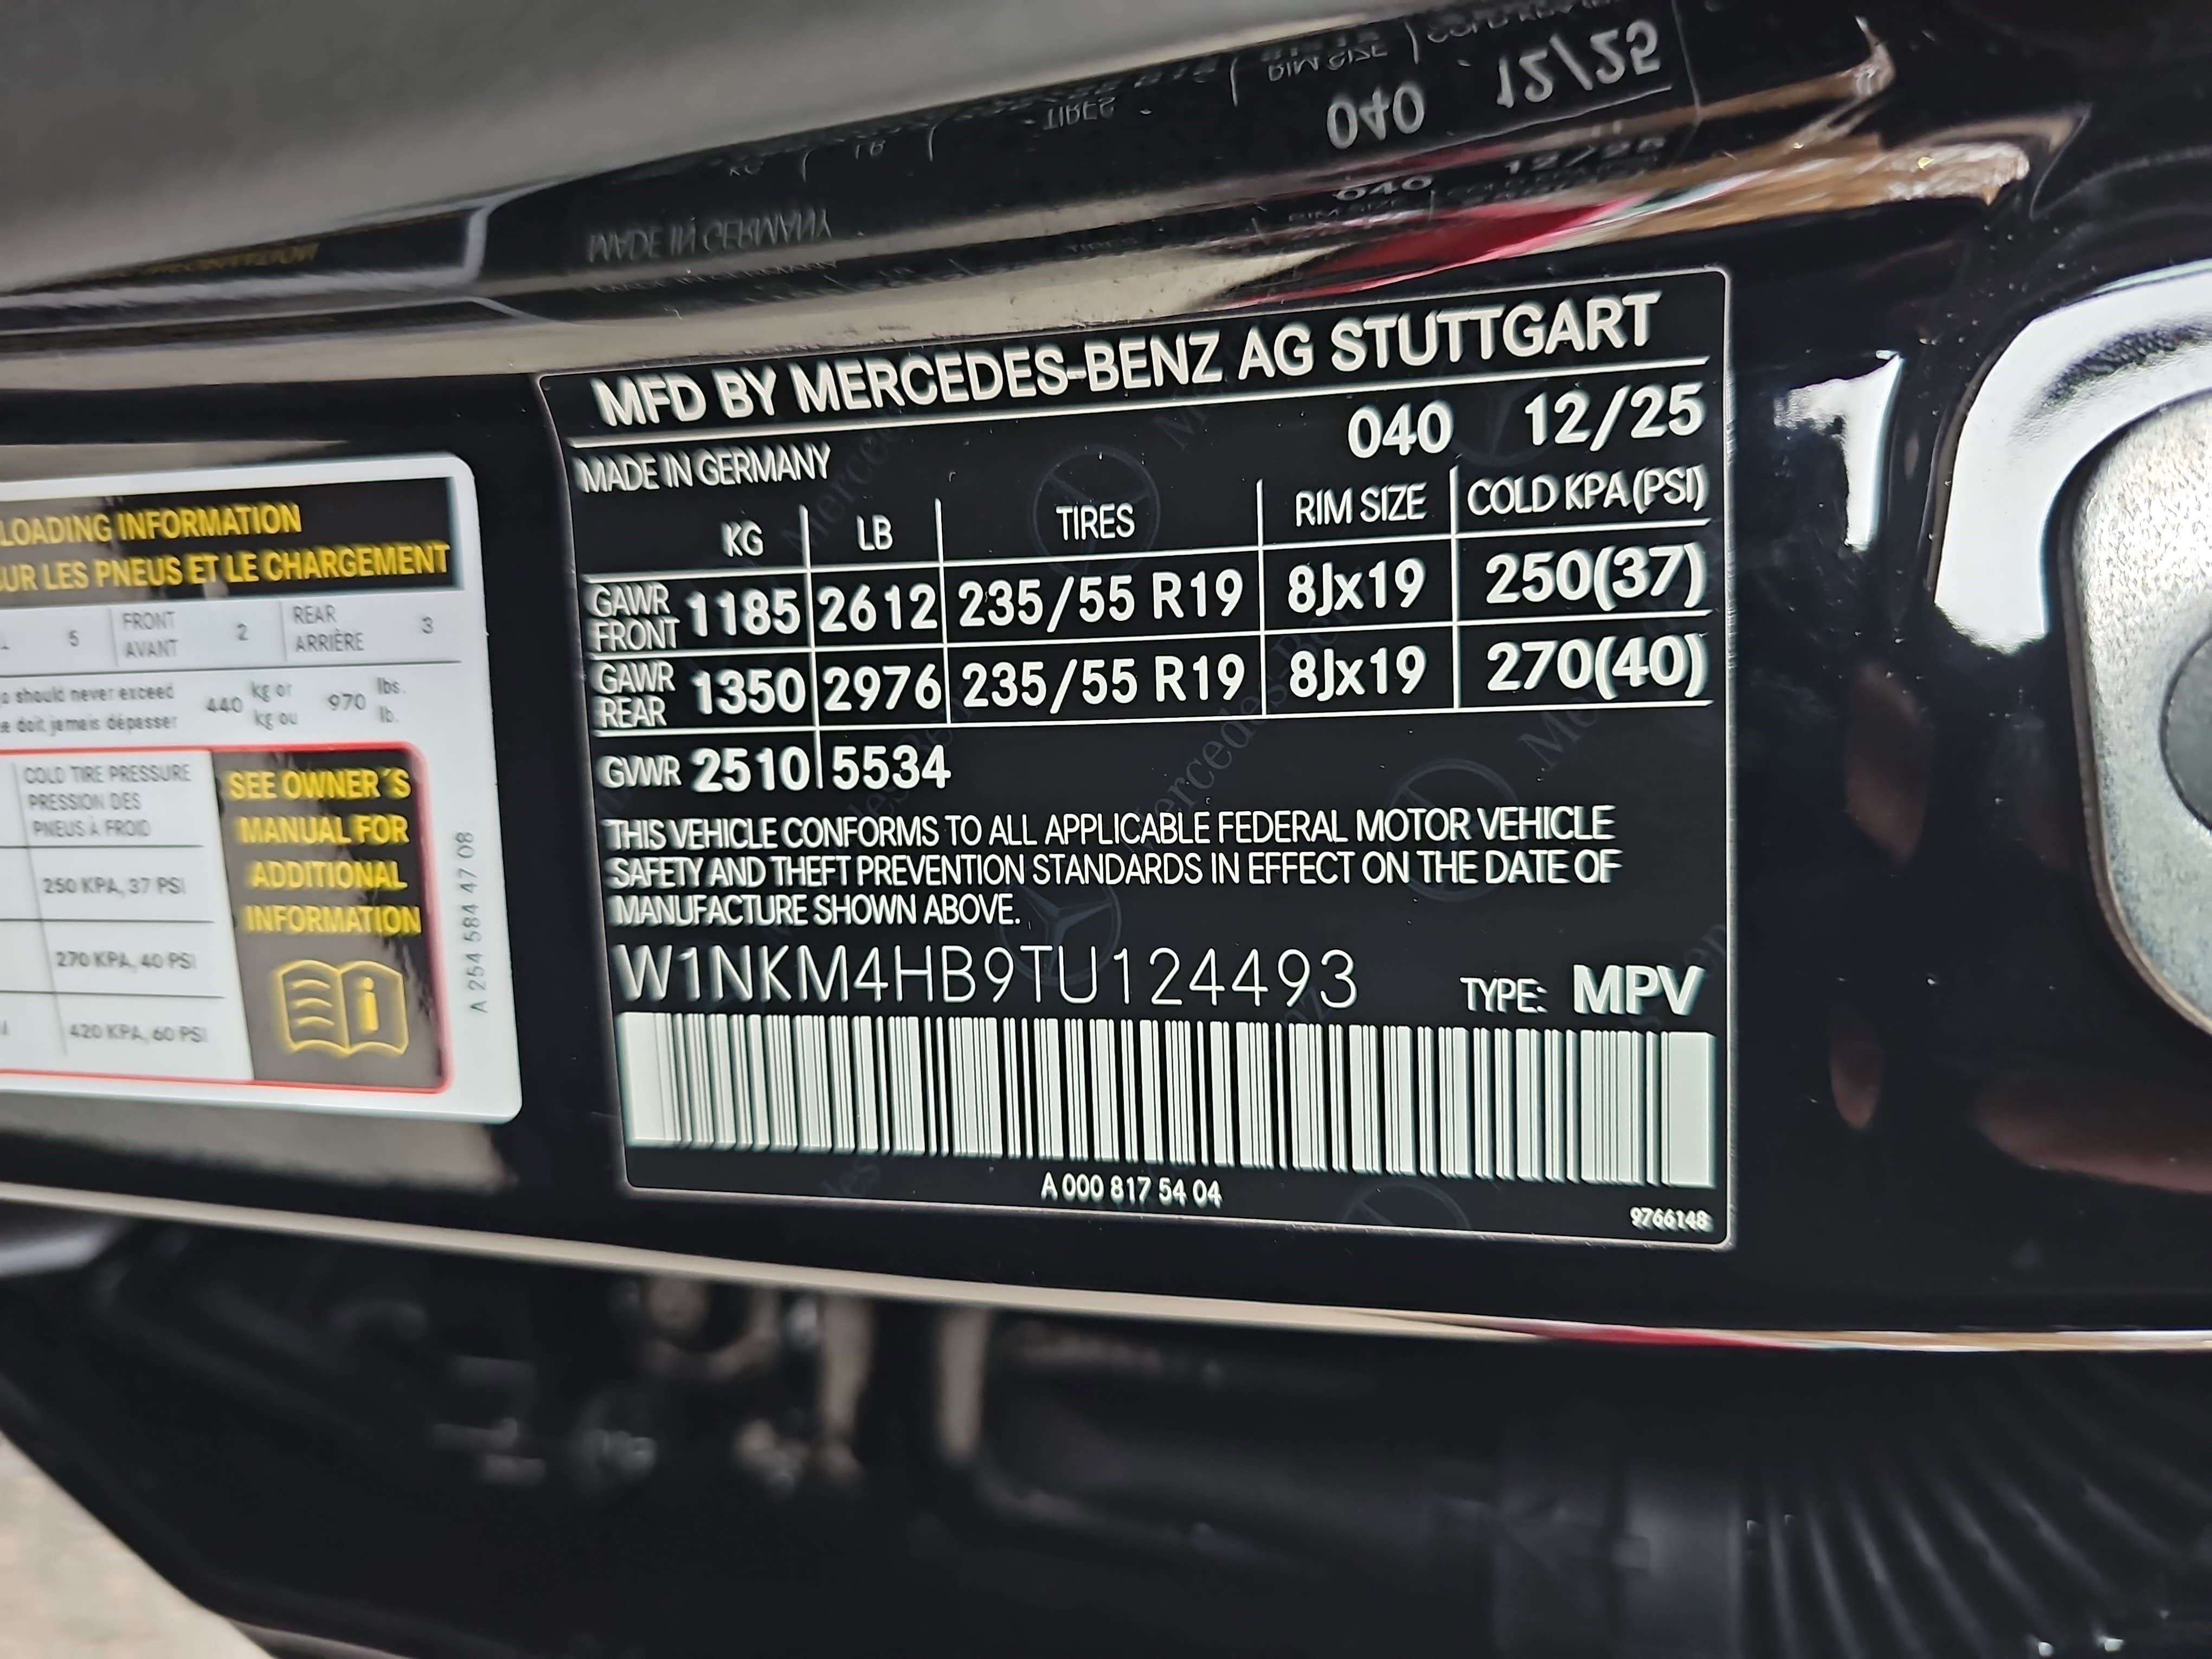 MFD BY MERCEDES-BENZ AG STUTTGART
040 12/25
MADE IN GERMANY
KG LB TIRES RIM SIZE COLD KPA(PSI)
GAWR FRONT 1185 2612 235/55 R19 8Jx19 250(37)
GAWR REAR 1350 2976 235/55 R19 8Jx19 270(40)
GVWR 2510 5534
THIS VEHICLE CONFORMS TO ALL APPLICABLE FEDERAL MOTOR VEHICLE
SAFETY AND THEFT PREVENTION STANDARDS IN EFFECT ON THE DATE OF
MANUFACTURE SHOWN ABOVE.
W1NKM4HB9TU124493 TYPE: MPV
A 000 817 54 04
9766148
LOADING INFORMATION
SUR LES PNEUS ET LE CHARGEMENT
5 FRONT AVANT 2 REAR ARRIÈRE 3
should never exceed 440 kg or 970 lbs.
doit jamais dépasser kg ou lb.
COLD TIRE PRESSURE
PRESSION DES
PNEUS À FROID
250 KPA, 37 PSI
270 KPA, 40 PSI
420 KPA, 60 PSI
SEE OWNER´S
MANUAL FOR
ADDITIONAL
INFORMATION
A 254 584 47 08